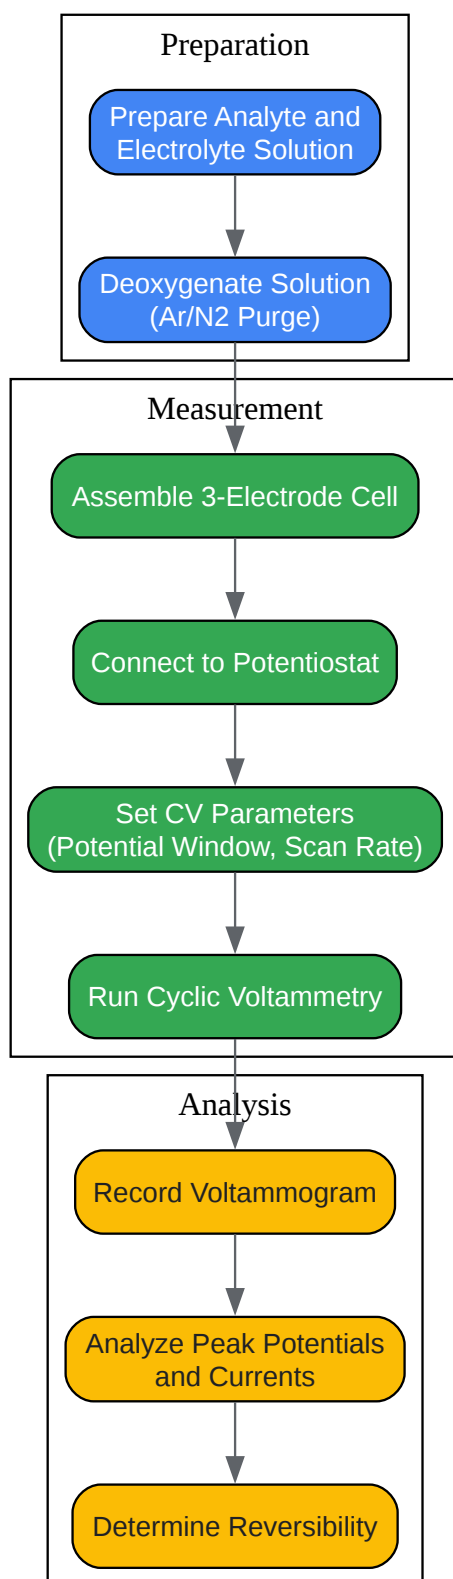 Preparation
Prepare Analyte and
Electrolyte Solution
Deoxygenate Solution
(Ar/N2 Purge)
Measurement
Assemble 3-Electrode Cell
Connect to Potentiostat
Set CV Parameters
(Potential Window, Scan Rate)
Run Cyclic Voltammetry
Analysis
Record Voltammogram
Analyze Peak Potentials
and Currents
Determine Reversibility